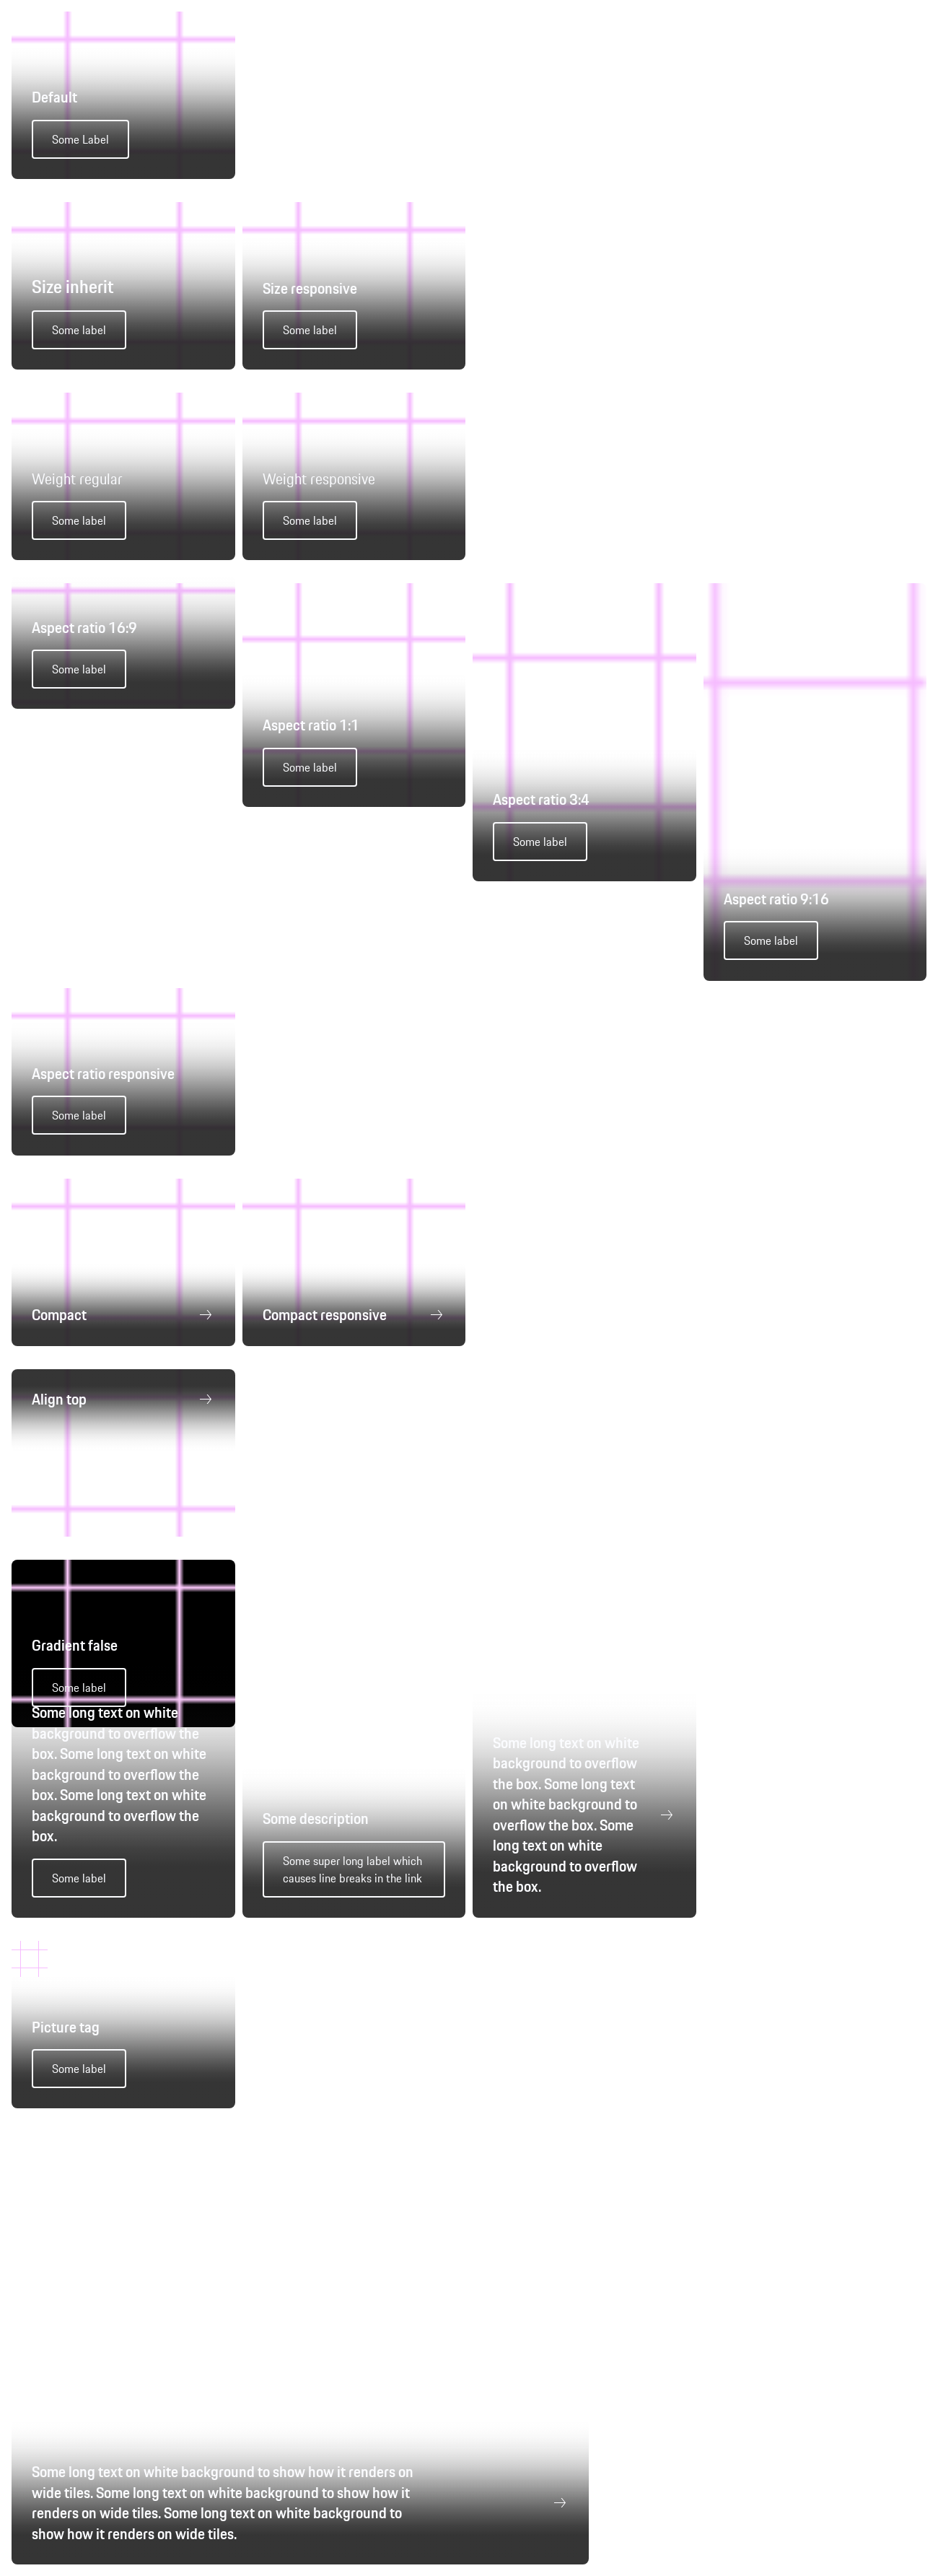 Default
Some Label
Size inherit
Some label
Size responsive
Some label
Weight regular
Some label
Weight responsive
Some label
Aspect ratio 16:9
Some label
Aspect ratio 1:1
Some label
Aspect ratio 3:4
Some label
Aspect ratio 9:16
Some label
Aspect ratio responsive
Some label
Compact
Compact responsive
Align top
Gradient false
Some label
Some long text on white
background to overflow the
box. Some long text on white
background to overflow the
box. Some long text on white
background to overflow the
box.
Some label
Some description
Some super long label which
causes line breaks in the link
Some long text on white
background to overflow
the box. Some long text
on white background to
overflow the box. Some
long text on white
background to overflow
the box.
Picture tag
Some label
Some long text on white background to show how it renders on
wide tiles. Some long text on white background to show how it
renders on wide tiles. Some long text on white background to
show how it renders on wide tiles.